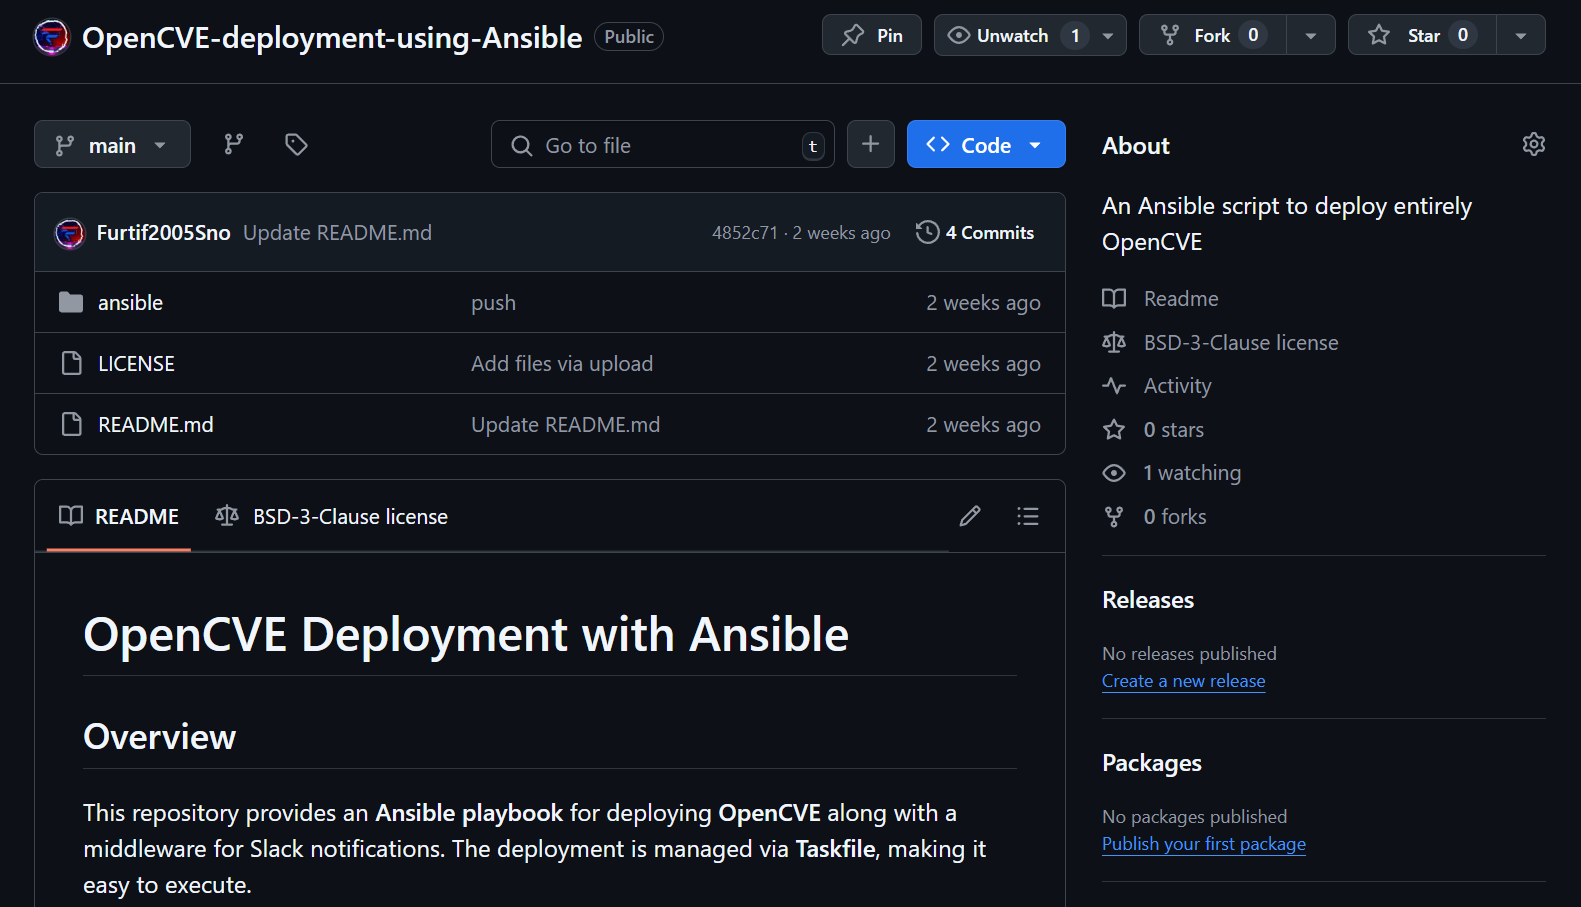 OpenCVE-deployment-using-Ansible Public Pin Unwatch 1 Fork 0 Star 0
main Go to file t Code
Furtif2005Sno Update README.md 4852c71 · 2 weeks ago 4 Commits
ansible push 2 weeks ago
LICENSE Add files via upload 2 weeks ago
README.md Update README.md 2 weeks ago
README BSD-3-Clause license
OpenCVE Deployment with Ansible
Overview
This repository provides an Ansible playbook for deploying OpenCVE along with a
middleware for Slack notifications. The deployment is managed via Taskfile, making it
easy to execute.
About
An Ansible script to deploy entirely
OpenCVE
Readme
BSD-3-Clause license
Activity
0 stars
1 watching
0 forks
Releases
No releases published
Create a new release
Packages
No packages published
Publish your first package